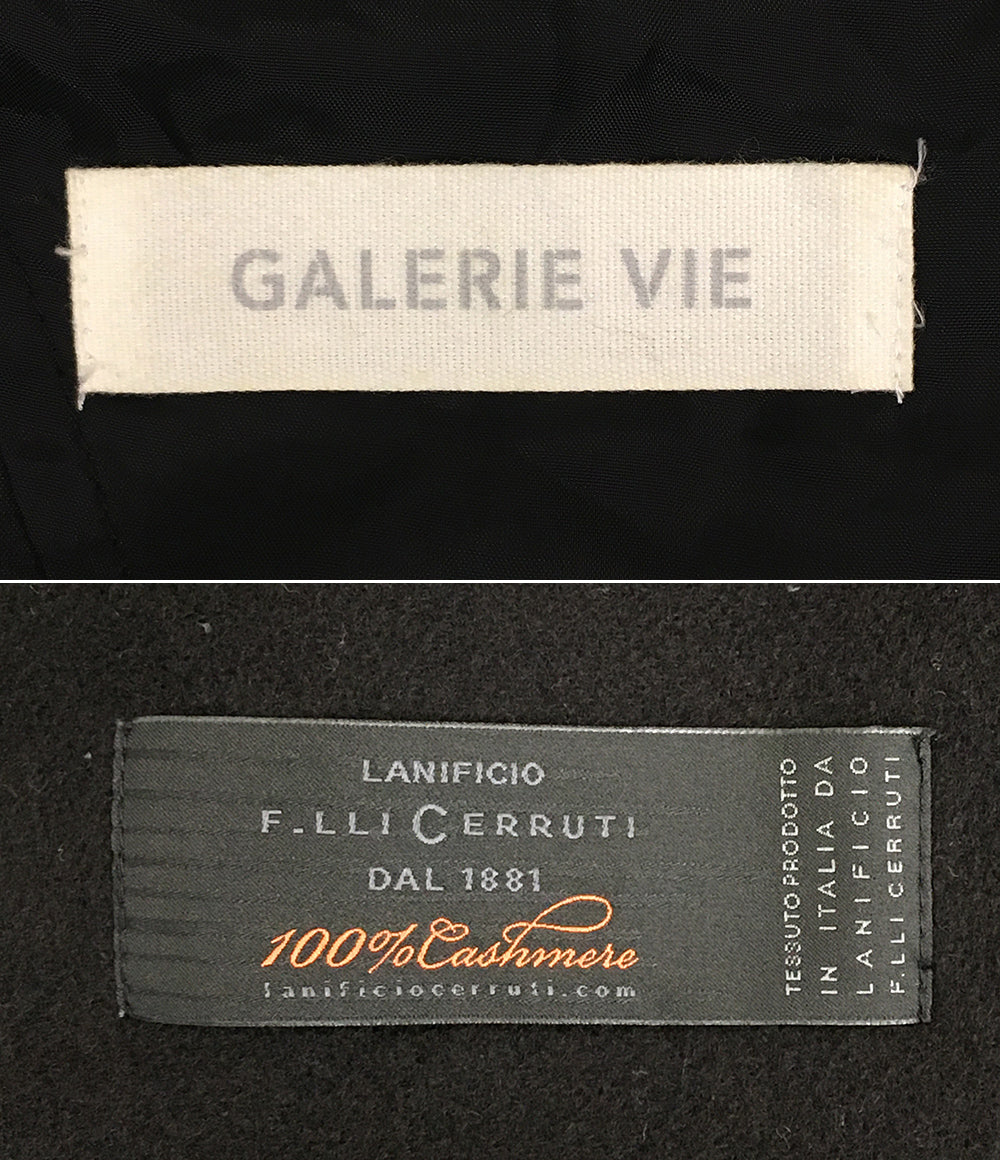 GALERIE VIE
LANIFICIO
F.LLI CERRUTI
DAL 1881
100% Cashmere
lanificiocerruti.com
TESSUTO PRODOTTO
IN ITALIA DA
LANIFICIO
F.LLI CERRUTI